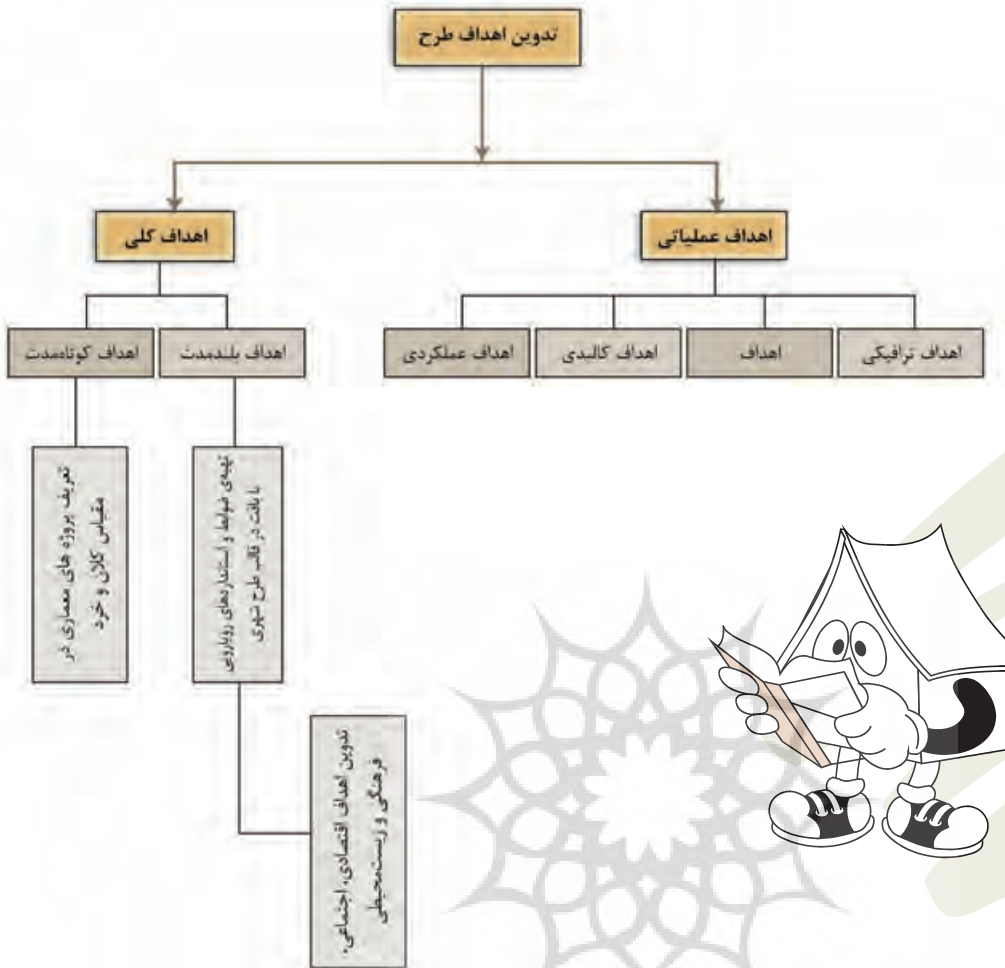 تدوین اهداف طرح
اهداف عملیاتی
اهداف کلی
اهداف ترافیکی
اهداف
اهداف کالبدی
اهداف عملکردی
اهداف بلندمدت
اهداف کوتاه‌مدت
تهیه‌ی ضوابط و استانداردهای رویارویی
با بافت در قالب طرح شهری
تعریف پروژه های معماری در
مقیاس کلان و خرد
تدوین اهداف اقتصادی، اجتماعی،
فرهنگی و زیست‌محیطی